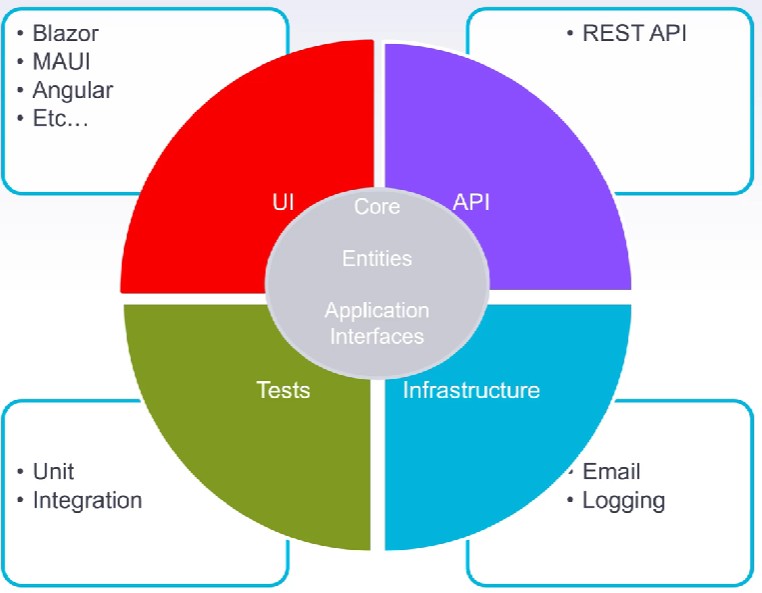 • Blazor
• MAUI
• Angular
• Etc…
• REST API
UI
API
Core
Entities
Application
Interfaces
Tests
Infrastructure
• Unit
• Integration
• Email
• Logging